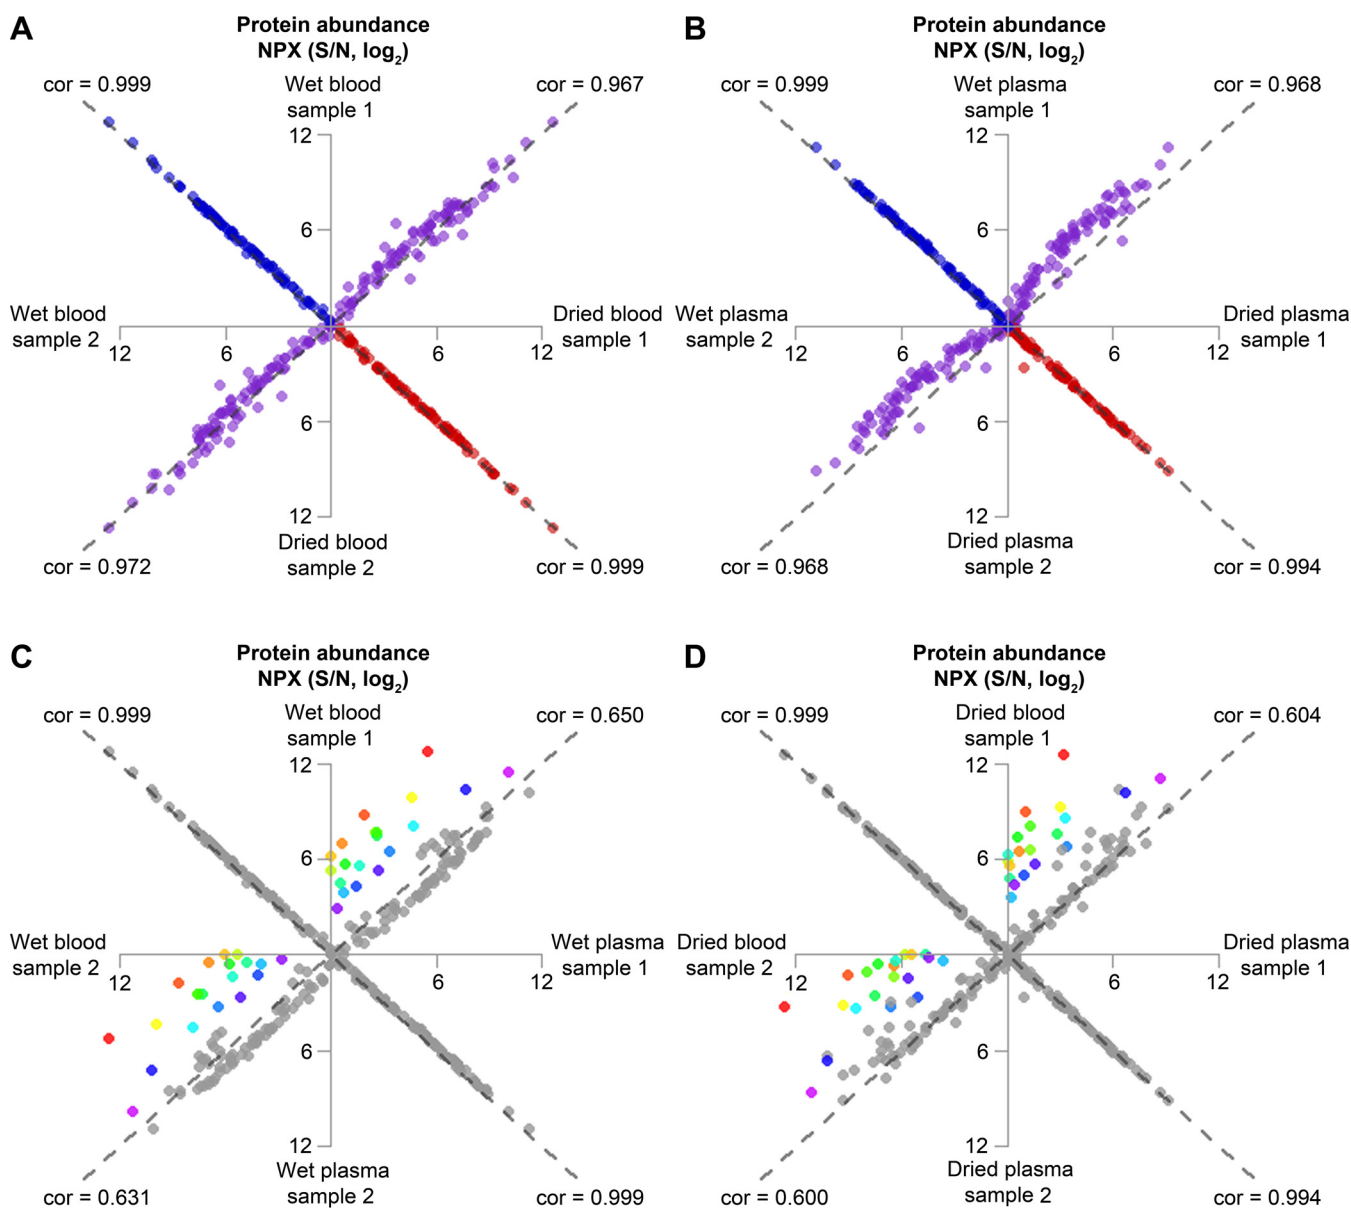 A
Protein abundance
NPX (S/N, log₂)
Wet blood
sample 1
cor = 0.999
cor = 0.967
12
6
Wet blood
sample 2
Dried blood
sample 1
12
6
6
12
6
12
Dried blood
sample 2
cor = 0.972
cor = 0.999
B
Protein abundance
NPX (S/N, log₂)
Wet plasma
sample 1
cor = 0.999
cor = 0.968
12
6
Wet plasma
sample 2
Dried plasma
sample 1
12
6
6
12
6
12
Dried plasma
sample 2
cor = 0.968
cor = 0.994
C
Protein abundance
NPX (S/N, log₂)
Wet blood
sample 1
cor = 0.999
cor = 0.650
12
6
Wet blood
sample 2
Wet plasma
sample 1
12
6
12
6
12
Wet plasma
sample 2
cor = 0.631
cor = 0.999
D
Protein abundance
NPX (S/N, log₂)
Dried blood
sample 1
cor = 0.999
cor = 0.604
12
6
Dried blood
sample 2
Dried plasma
sample 1
12
6
12
6
12
Dried plasma
sample 2
cor = 0.600
cor = 0.994